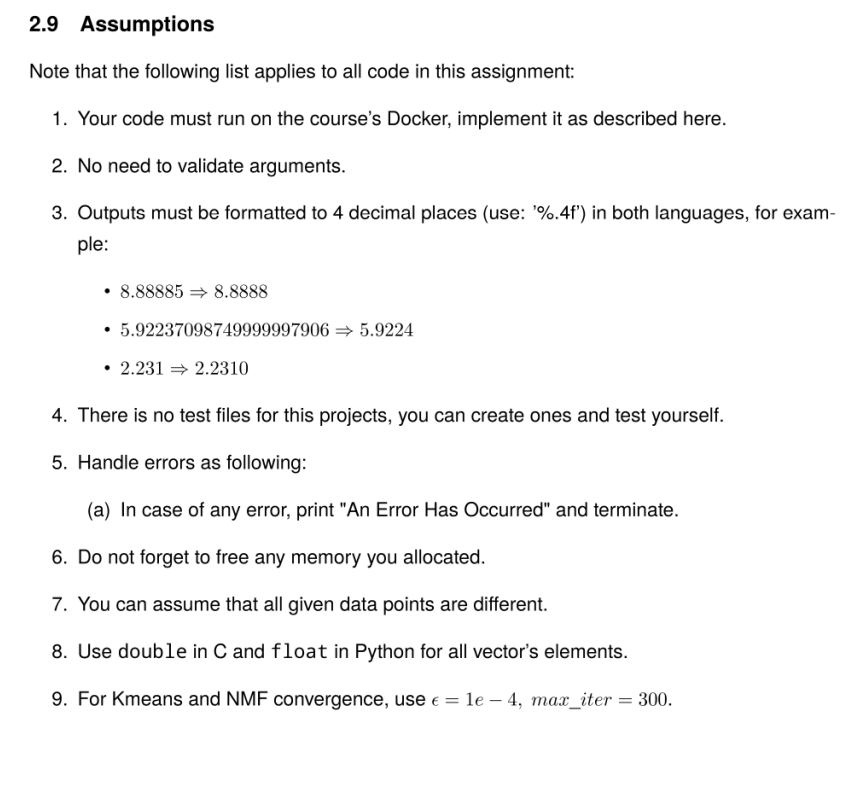 2.9 Assumptions
Note that the following list applies to all code in this assignment:
1. Your code must run on the course's Docker, implement it as described here.
2. No need to validate arguments.
3. Outputs must be formatted to 4 decimal places (use: '%.4f') in both languages, for exam-
ple:
• 8.88885 ⇒ 8.8888
• 5.92237098749999997906 ⇒ 5.9224
• 2.231 ⇒ 2.2310
4. There is no test files for this projects, you can create ones and test yourself.
5. Handle errors as following:
(a) In case of any error, print "An Error Has Occurred" and terminate.
6. Do not forget to free any memory you allocated.
7. You can assume that all given data points are different.
8. Use double in C and float in Python for all vector's elements.
9. For Kmeans and NMF convergence, use ϵ = 1e − 4, max_iter = 300.